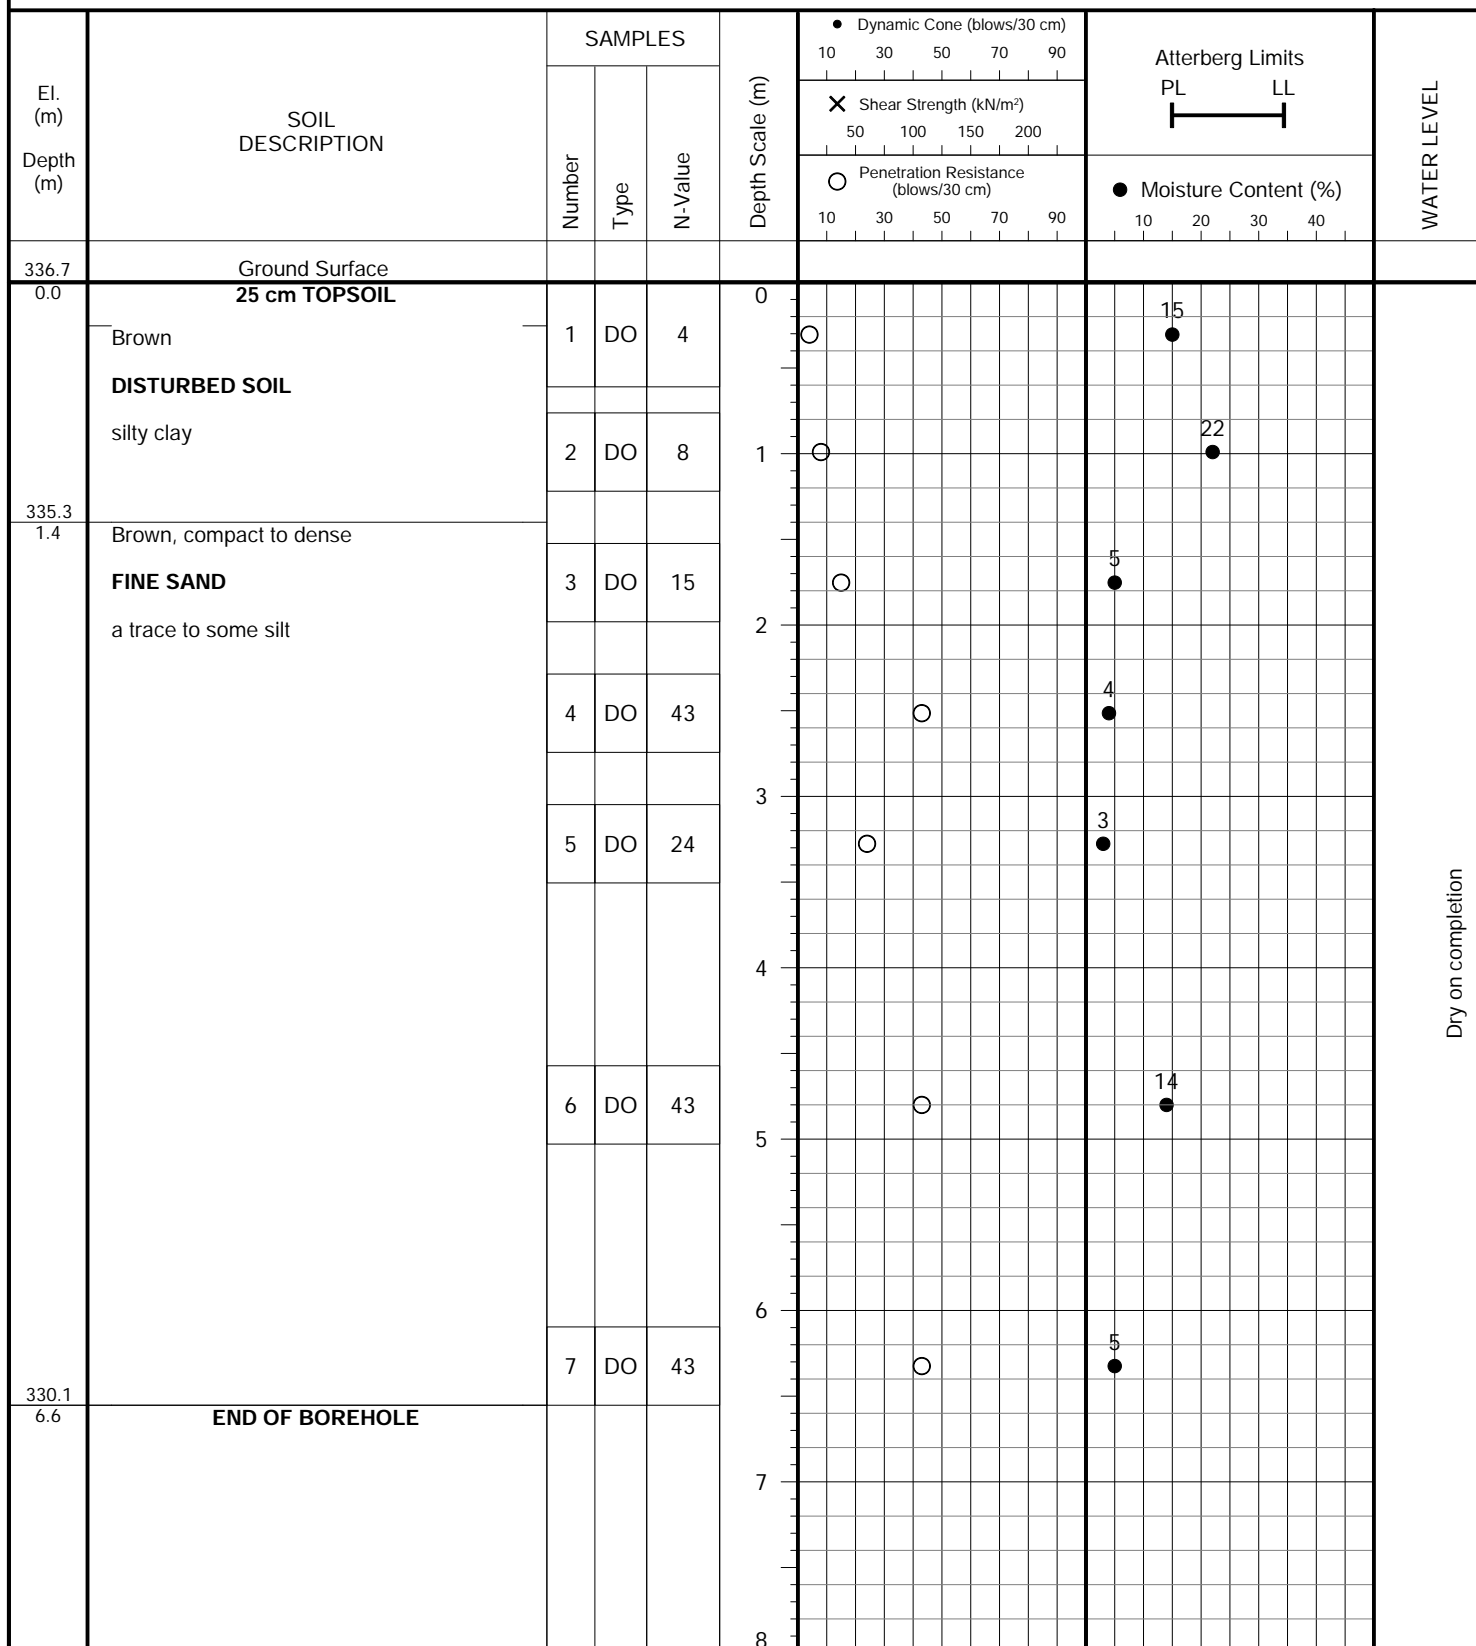 El.
(m)
Depth
(m)
SOIL
DESCRIPTION
SAMPLES
Number
Type
N-Value
Depth Scale (m)
Dynamic Cone (blows/30 cm)
10 30 50 70 90
Shear Strength (kN/m²)
50 100 150 200
Penetration Resistance
(blows/30 cm)
10 30 50 70 90
Atterberg Limits
PL LL
Moisture Content (%)
10 20 30 40
WATER LEVEL
336.7 Ground Surface
0.0 25 cm TOPSOIL 0
15
Brown 1 DO 4
DISTURBED SOIL
22
silty clay
2 DO 8 1
335.3
1.4 Brown, compact to dense
5
FINE SAND 3 DO 15
a trace to some silt 2
4
4 DO 43
3
3
5 DO 24
Dry on completion
4
14
6 DO 43
5
6
5
7 DO 43
330.1
6.6 END OF BOREHOLE
7
8